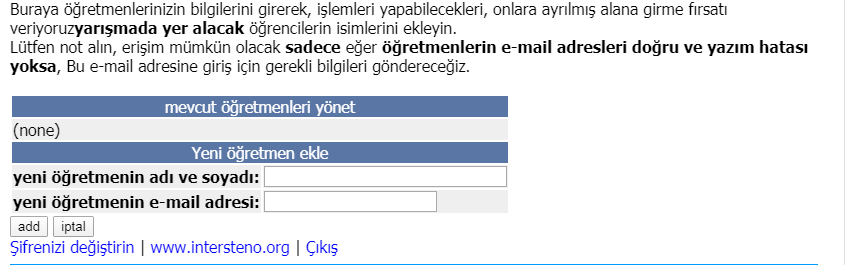 Buraya öğretmenlerinizin bilgilerini girerek, işlemleri yapabilecekleri, onlara ayrılmış alana girme fırsatı
veriyoruzyarışmada yer alacak öğrencilerin isimlerini ekleyin.
Lütfen not alın, erişim mümkün olacak sadece eğer öğretmenlerin e-mail adresleri doğru ve yazım hatası
yoksa, Bu e-mail adresine giriş için gerekli bilgileri göndereceğiz.
mevcut öğretmenleri yönet
(none)
Yeni öğretmen ekle
yeni öğretmenin adı ve soyadı:
yeni öğretmenin e-mail adresi:
add iptal
Şifrenizi değiştirin | www.intersteno.org | Çıkış